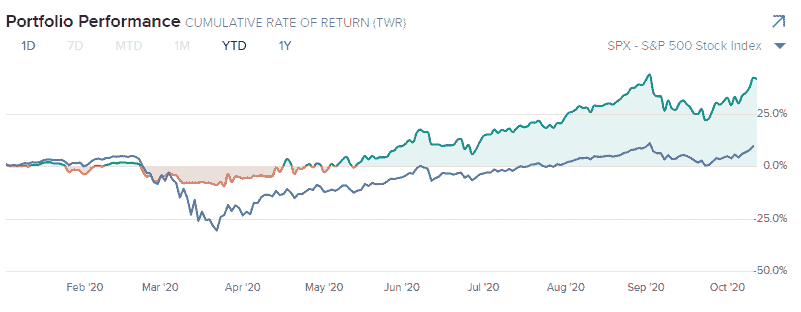 Portfolio Performance CUMULATIVE RATE OF RETURN (TWR)
1D 7D MTD 1M YTD 1Y SPX - S&P 500 Stock Index
25.0%
0.0%
-25.0%
-50.0%
Feb '20 Mar '20 Apr '20 May '20 Jun '20 Jul '20 Aug '20 Sep '20 Oct '20